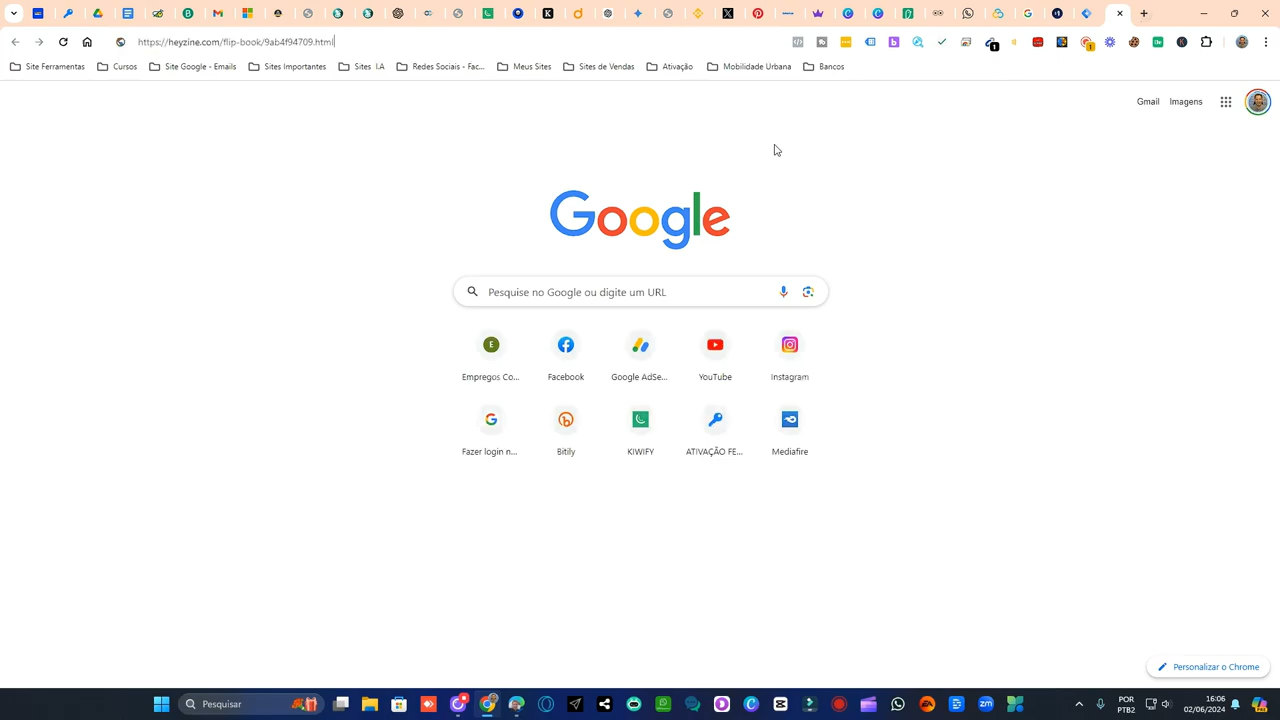 https://heyzine.com/flip-book/9ab4f94709.html
Site Ferramentas Cursos Site Google - Emails Sites Importantes Sites I.A Redes Sociais - Fac... Meus Sites Sites de Vendas Ativação Mobilidade Urbana Bancos
Gmail Imagens
Google
Pesquise no Google ou digite um URL
E
Empregos Co... Facebook Google AdSe... YouTube Instagram
Fazer login n... Bitily KIWIFY ATIVAÇÃO FE... Mediafire
Personalizar o Chrome
Pesquisar
POR
PTB2
16:06
02/06/2024